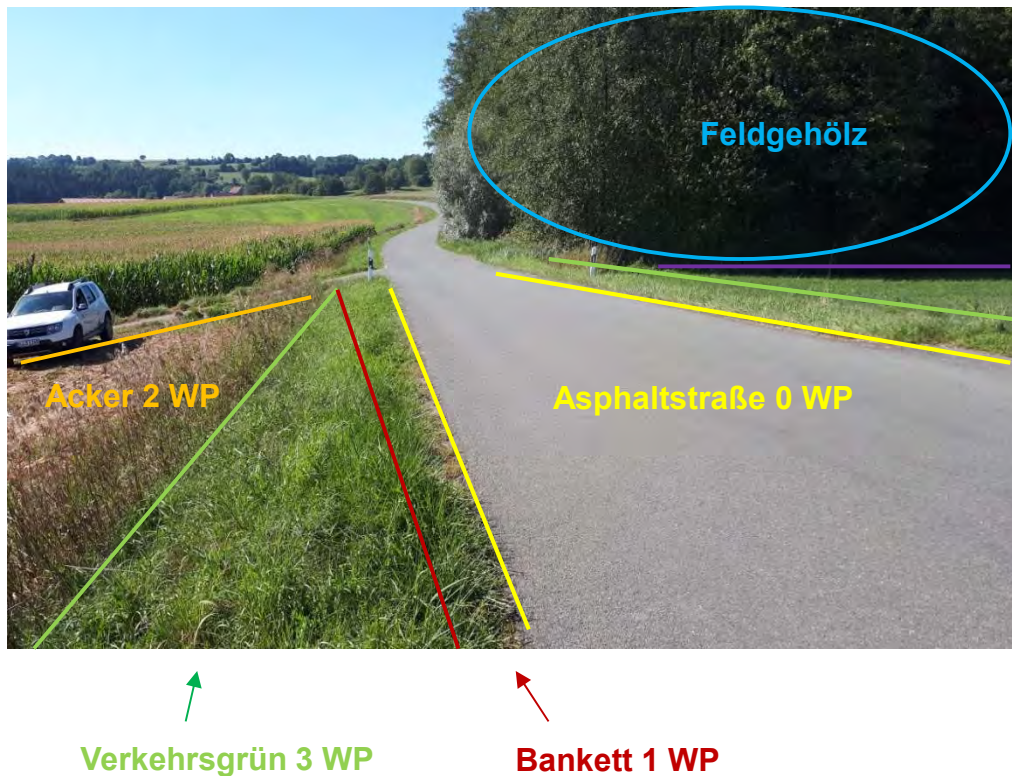 Feldgehölz
Acker 2 WP
Asphaltstraße 0 WP
Verkehrsgrün 3 WP
Bankett 1 WP